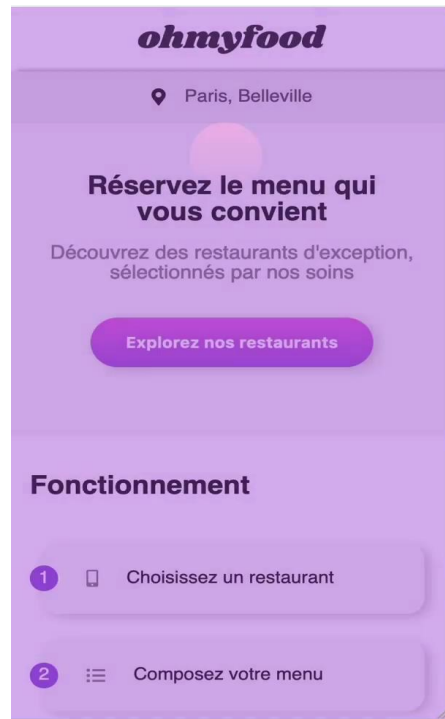 ohmyfood
Paris, Belleville
Réservez le menu qui
vous convient
Découvrez des restaurants d'exception,
sélectionnés par nos soins
Explorez nos restaurants
Fonctionnement
1 Choisissez un restaurant
2 Composez votre menu